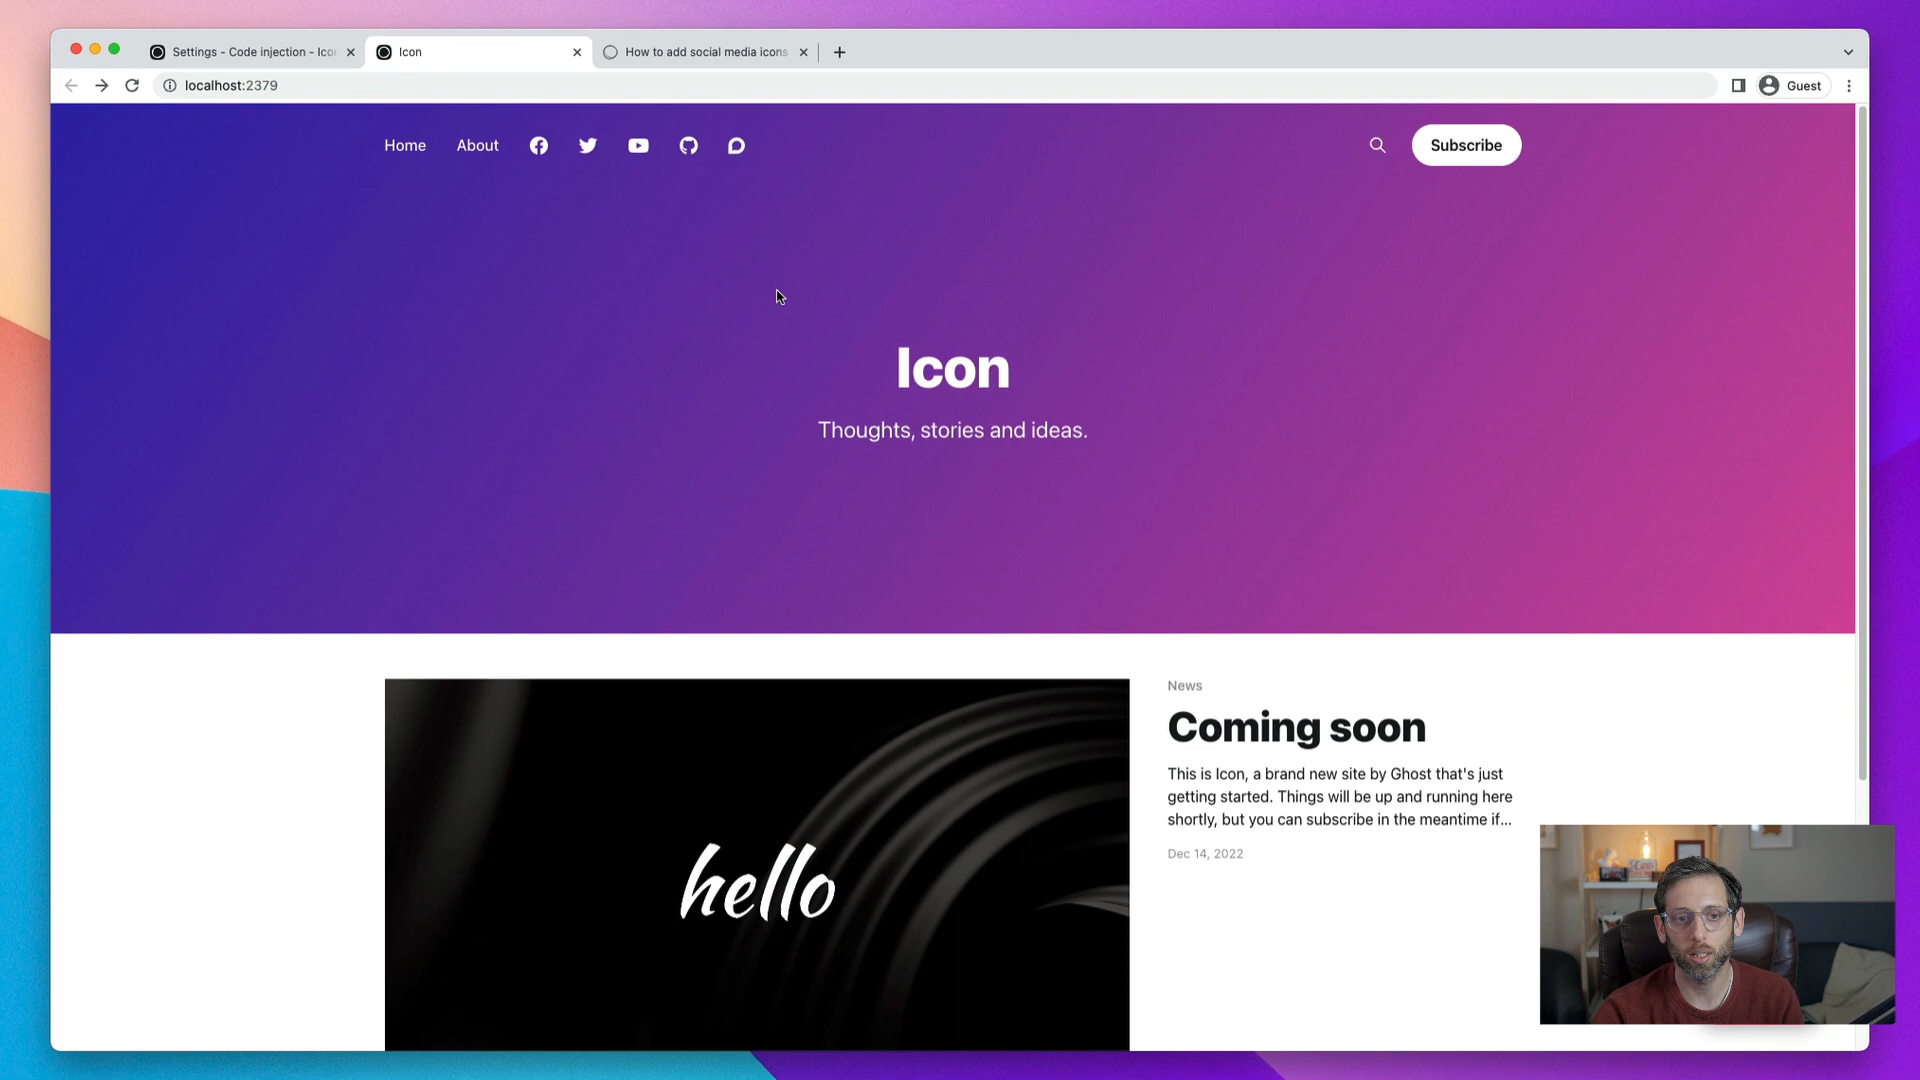 Settings - Code injection - Icon
Icon
How to add social media icons
localhost:2379
Guest
Home
About
Subscribe
Icon
Thoughts, stories and ideas.
hello
News
Coming soon
This is Icon, a brand new site by Ghost that's just
getting started. Things will be up and running here
shortly, but you can subscribe in the meantime if...
Dec 14, 2022